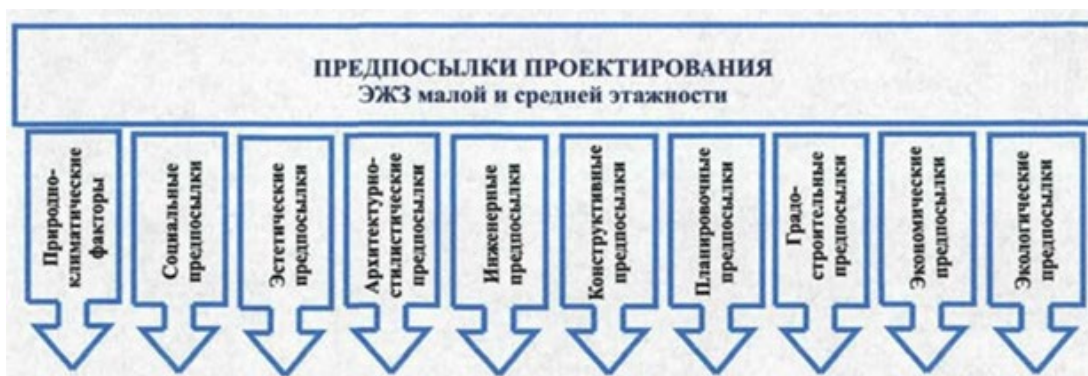 ПРЕДПОСЫЛКИ ПРОЕКТИРОВАНИЯ
ЭЖЗ малой и средней этажности
Природно-
климатические
факторы
Социальные
предпосылки
Эстетические
предпосылки
Архитектурно-
стилистические
предпосылки
Инженерные
предпосылки
Конструктивные
предпосылки
Планировочные
предпосылки
Градо-
строительные
предпосылки
Экономические
предпосылки
Экологические
предпосылки